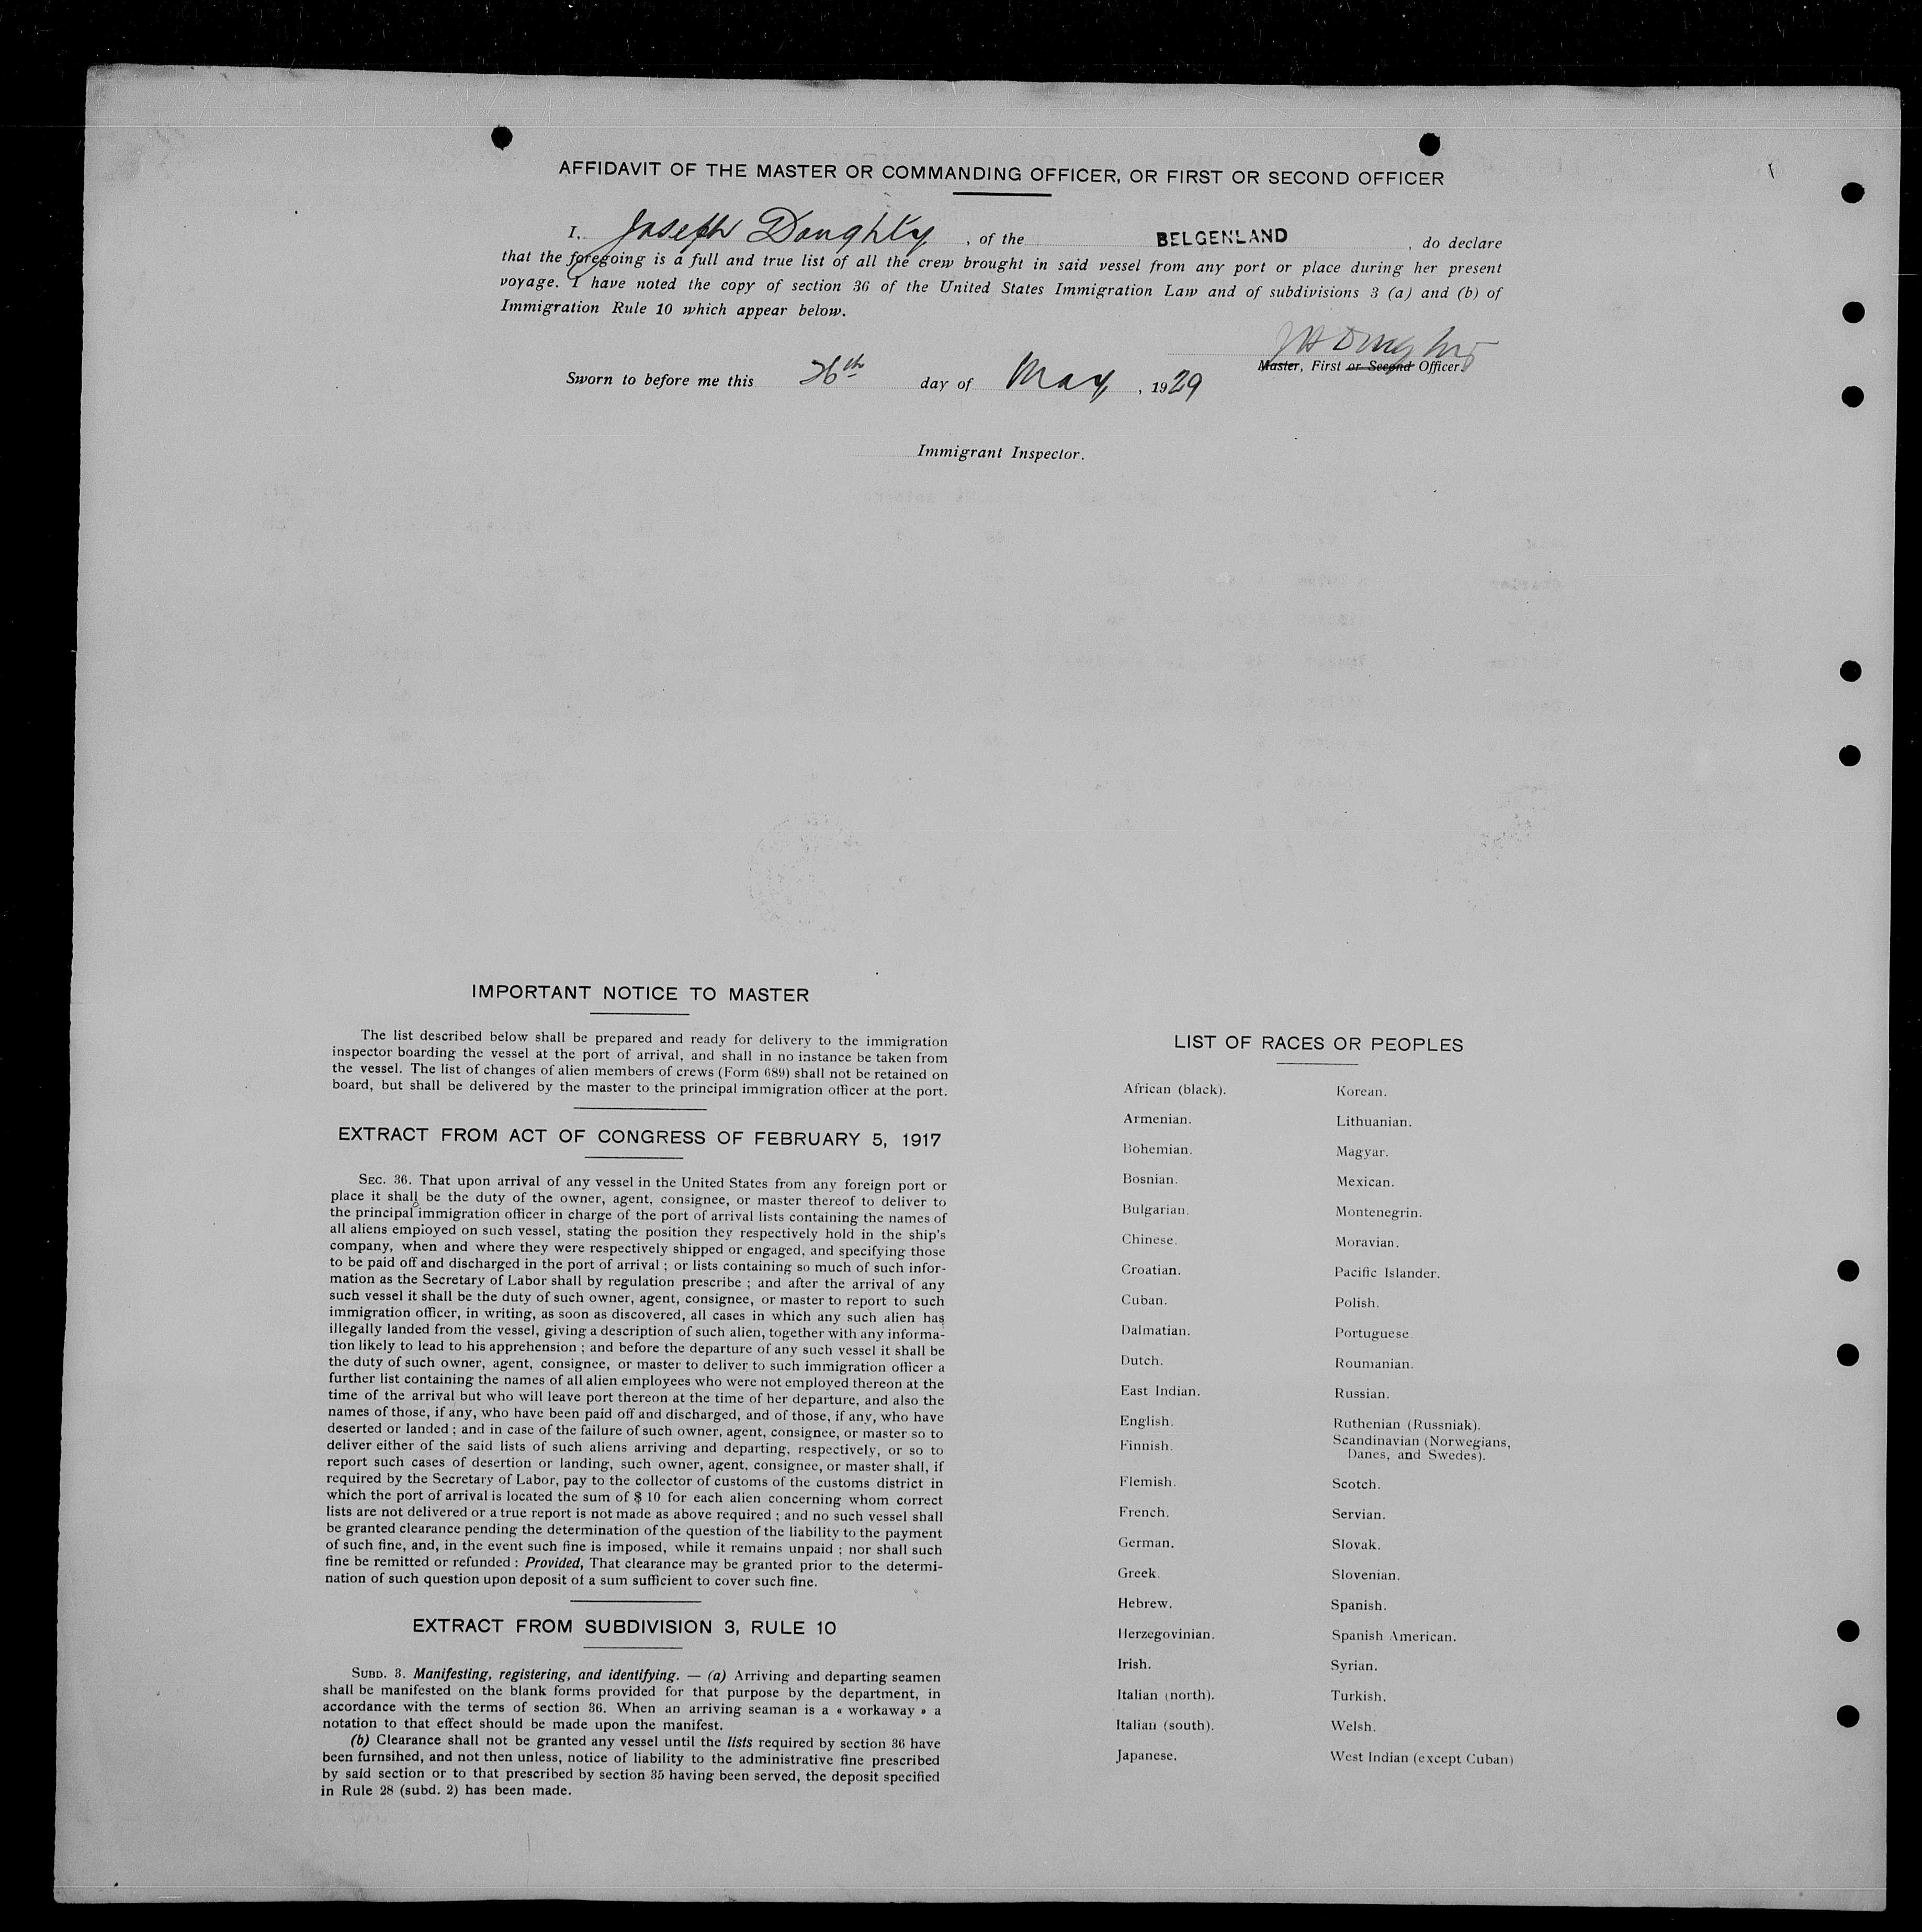 AFFIDAVIT OF THE MASTER OR COMMANDING OFFICER, OR FIRST OR SECOND OFFICER
I, Joseph Doughty, of the BELGENLAND, do declare
that the foregoing is a full and true list of all the crew brought in said vessel from any port or place during her present
voyage. I have noted the copy of section 36 of the United States Immigration Law and of subdivisions 3 (a) and (b) of
Immigration Rule 10 which appear below.
Master, First or Second Officer.
Sworn to before me this 26th day of May, 1929
Immigrant Inspector.
IMPORTANT NOTICE TO MASTER
The list described below shall be prepared and ready for delivery to the immigration
inspector boarding the vessel at the port of arrival, and shall in no instance be taken from
the vessel. The list of changes of alien members of crews (Form 689) shall not be retained on
board, but shall be delivered by the master to the principal immigration officer at the port.
EXTRACT FROM ACT OF CONGRESS OF FEBRUARY 5, 1917
SEC. 36. That upon arrival of any vessel in the United States from any foreign port or
place it shall be the duty of the owner, agent, consignee, or master thereof to deliver to
the principal immigration officer in charge of the port of arrival lists containing the names of
all aliens employed on such vessel, stating the position they respectively hold in the ship's
company, when and where they were respectively shipped or engaged, and specifying those
to be paid off and discharged in the port of arrival ; or lists containing so much of such infor-
mation as the Secretary of Labor shall by regulation prescribe ; and after the arrival of any
such vessel it shall be the duty of such owner, agent, consignee, or master to report to such
immigration officer, in writing, as soon as discovered, all cases in which any such alien has
illegally landed from the vessel, giving a description of such alien, together with any informa-
tion likely to lead to his apprehension ; and before the departure of any such vessel it shall be
the duty of such owner, agent, consignee, or master to deliver to such immigration officer a
further list containing the names of all alien employees who were not employed thereon at the
time of the arrival but who will leave port thereon at the time of her departure, and also the
names of those, if any, who have been paid off and discharged, and of those, if any, who have
deserted or landed ; and in case of the failure of such owner, agent, consignee, or master so to
deliver either of the said lists of such aliens arriving and departing, respectively, or so to
report such cases of desertion or landing, such owner, agent, consignee, or master shall, if
required by the Secretary of Labor, pay to the collector of customs of the customs district in
which the port of arrival is located the sum of $ 10 for each alien concerning whom correct
lists are not delivered or a true report is not made as above required ; and no such vessel shall
be granted clearance pending the determination of the question of the liability to the payment
of such fine, and, in the event such fine is imposed, while it remains unpaid ; nor shall such
fine be remitted or refunded : Provided, That clearance may be granted prior to the determi-
nation of such question upon deposit of a sum sufficient to cover such fine.
EXTRACT FROM SUBDIVISION 3, RULE 10
SUBD. 3. Manifesting, registering, and identifying. — (a) Arriving and departing seamen
shall be manifested on the blank forms provided for that purpose by the department, in
accordance with the terms of section 36. When an arriving seaman is a « workaway » a
notation to that effect should be made upon the manifest.
(b) Clearance shall not be granted any vessel until the lists required by section 36 have
been furnsihed, and not then unless, notice of liability to the administrative fine prescribed
by said section or to that prescribed by section 35 having been served, the deposit specified
in Rule 28 (subd. 2) has been made.
LIST OF RACES OR PEOPLES
African (black).
Armenian.
Bohemian.
Bosnian.
Bulgarian.
Chinese.
Croatian.
Cuban.
Dalmatian.
Dutch.
East Indian.
English.
Finnish.
Flemish.
French.
German.
Greek.
Hebrew.
Herzegovinian.
Irish.
Italian (north).
Italian (south).
Japanese.
Korean.
Lithuanian.
Magyar.
Mexican.
Montenegrin.
Moravian.
Pacific Islander.
Polish.
Portuguese.
Roumanian.
Russian.
Ruthenian (Russniak).
Scandinavian (Norwegians,
Danes, and Swedes).
Scotch.
Servian.
Slovak.
Slovenian.
Spanish.
Spanish American.
Syrian.
Turkish.
Welsh.
West Indian (except Cuban)